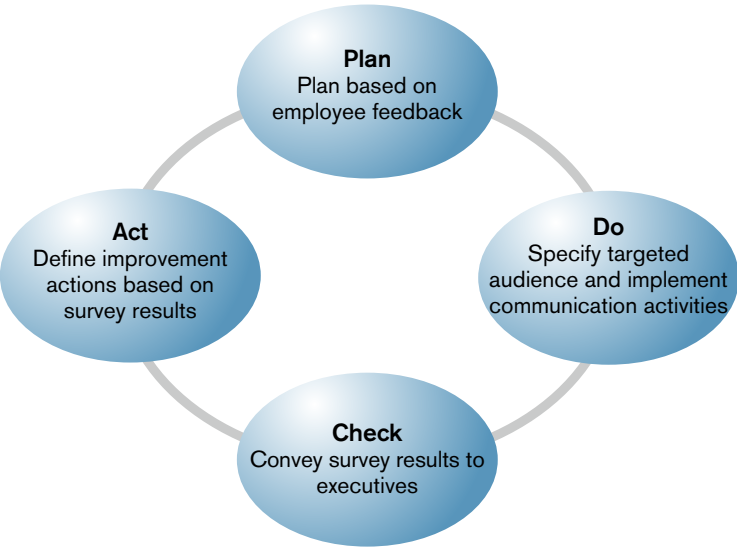 Plan
Plan based on
employee feedback
Do
Specify targeted
audience and implement
communication activities
Check
Convey survey results to
executives
Act
Define improvement
actions based on
survey results